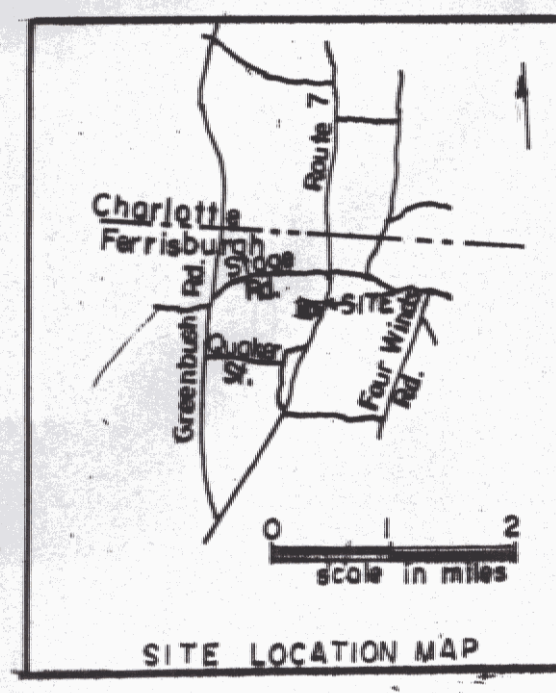 Route 7
Charlotte
Ferrisburgh
Stage
Rd.
SITE
Greenbush Rd.
Quaker
St.
Four Winds
Rd.
0 1 2
scale in miles
SITE LOCATION MAP